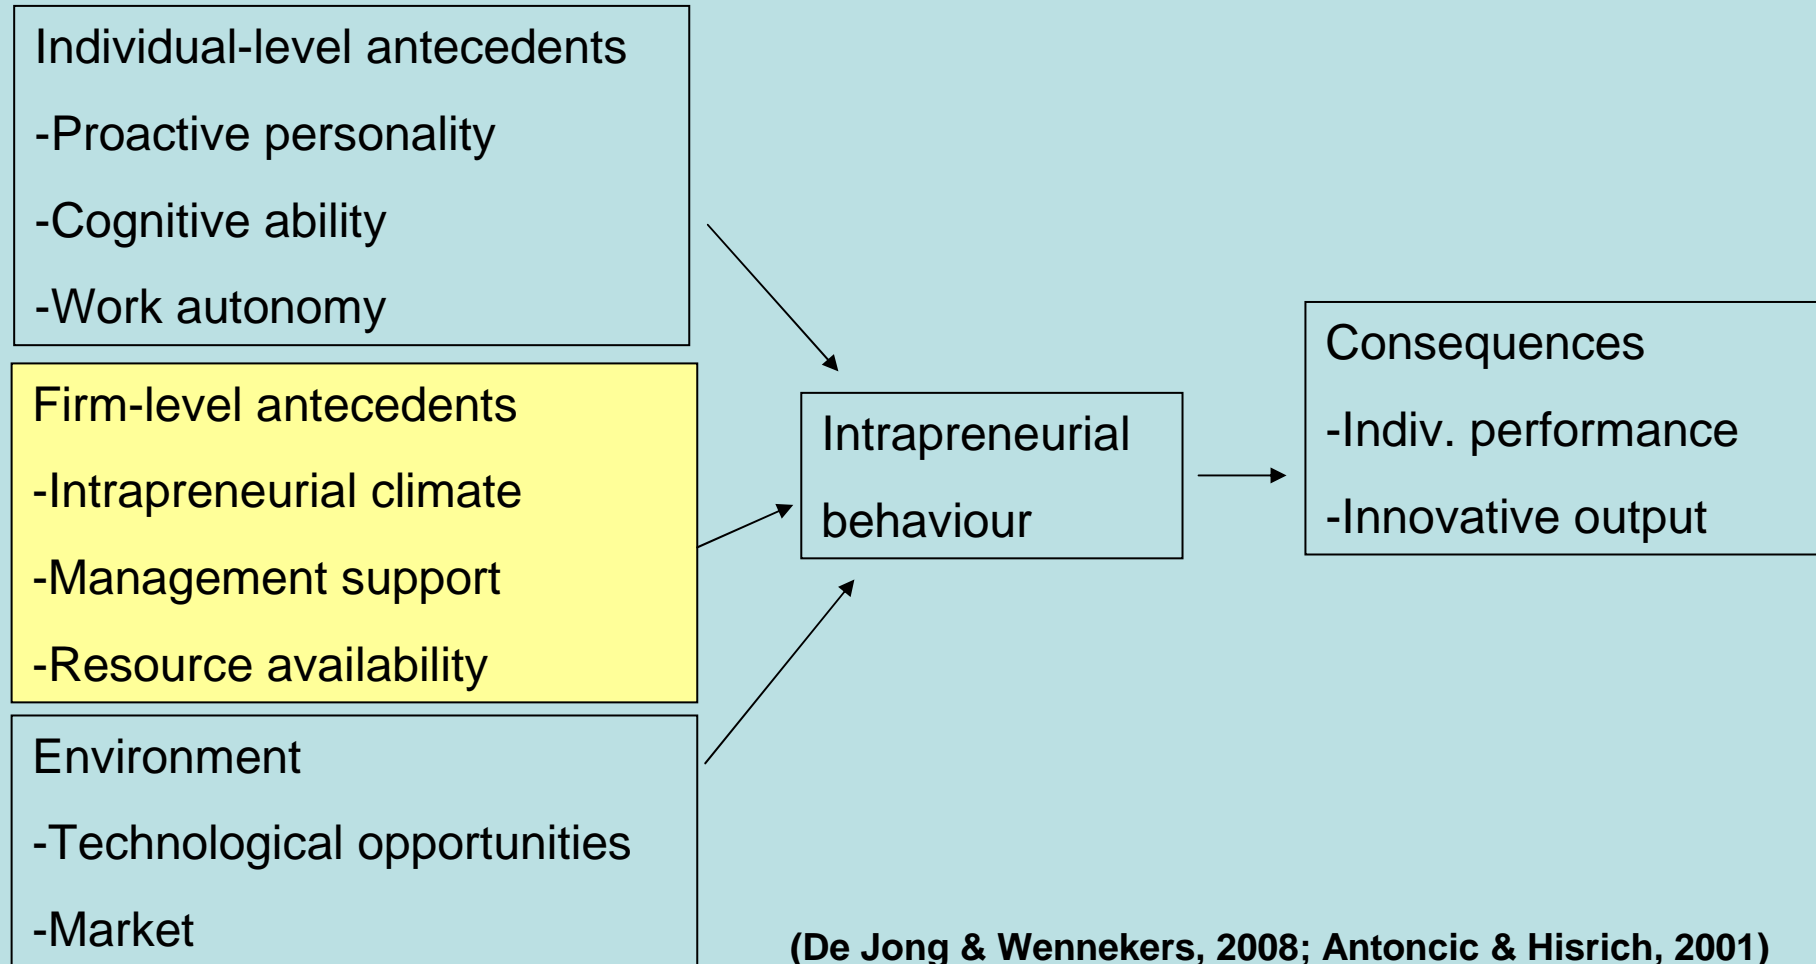 Individual-level antecedents
-Proactive personality
-Cognitive ability
-Work autonomy
Firm-level antecedents
-Intrapreneurial climate
-Management support
-Resource availability
Environment
-Technological opportunities
-Market
Intrapreneurial
behaviour
Consequences
-Indiv. performance
-Innovative output
(De Jong & Wennekers, 2008; Antoncic & Hisrich, 2001)